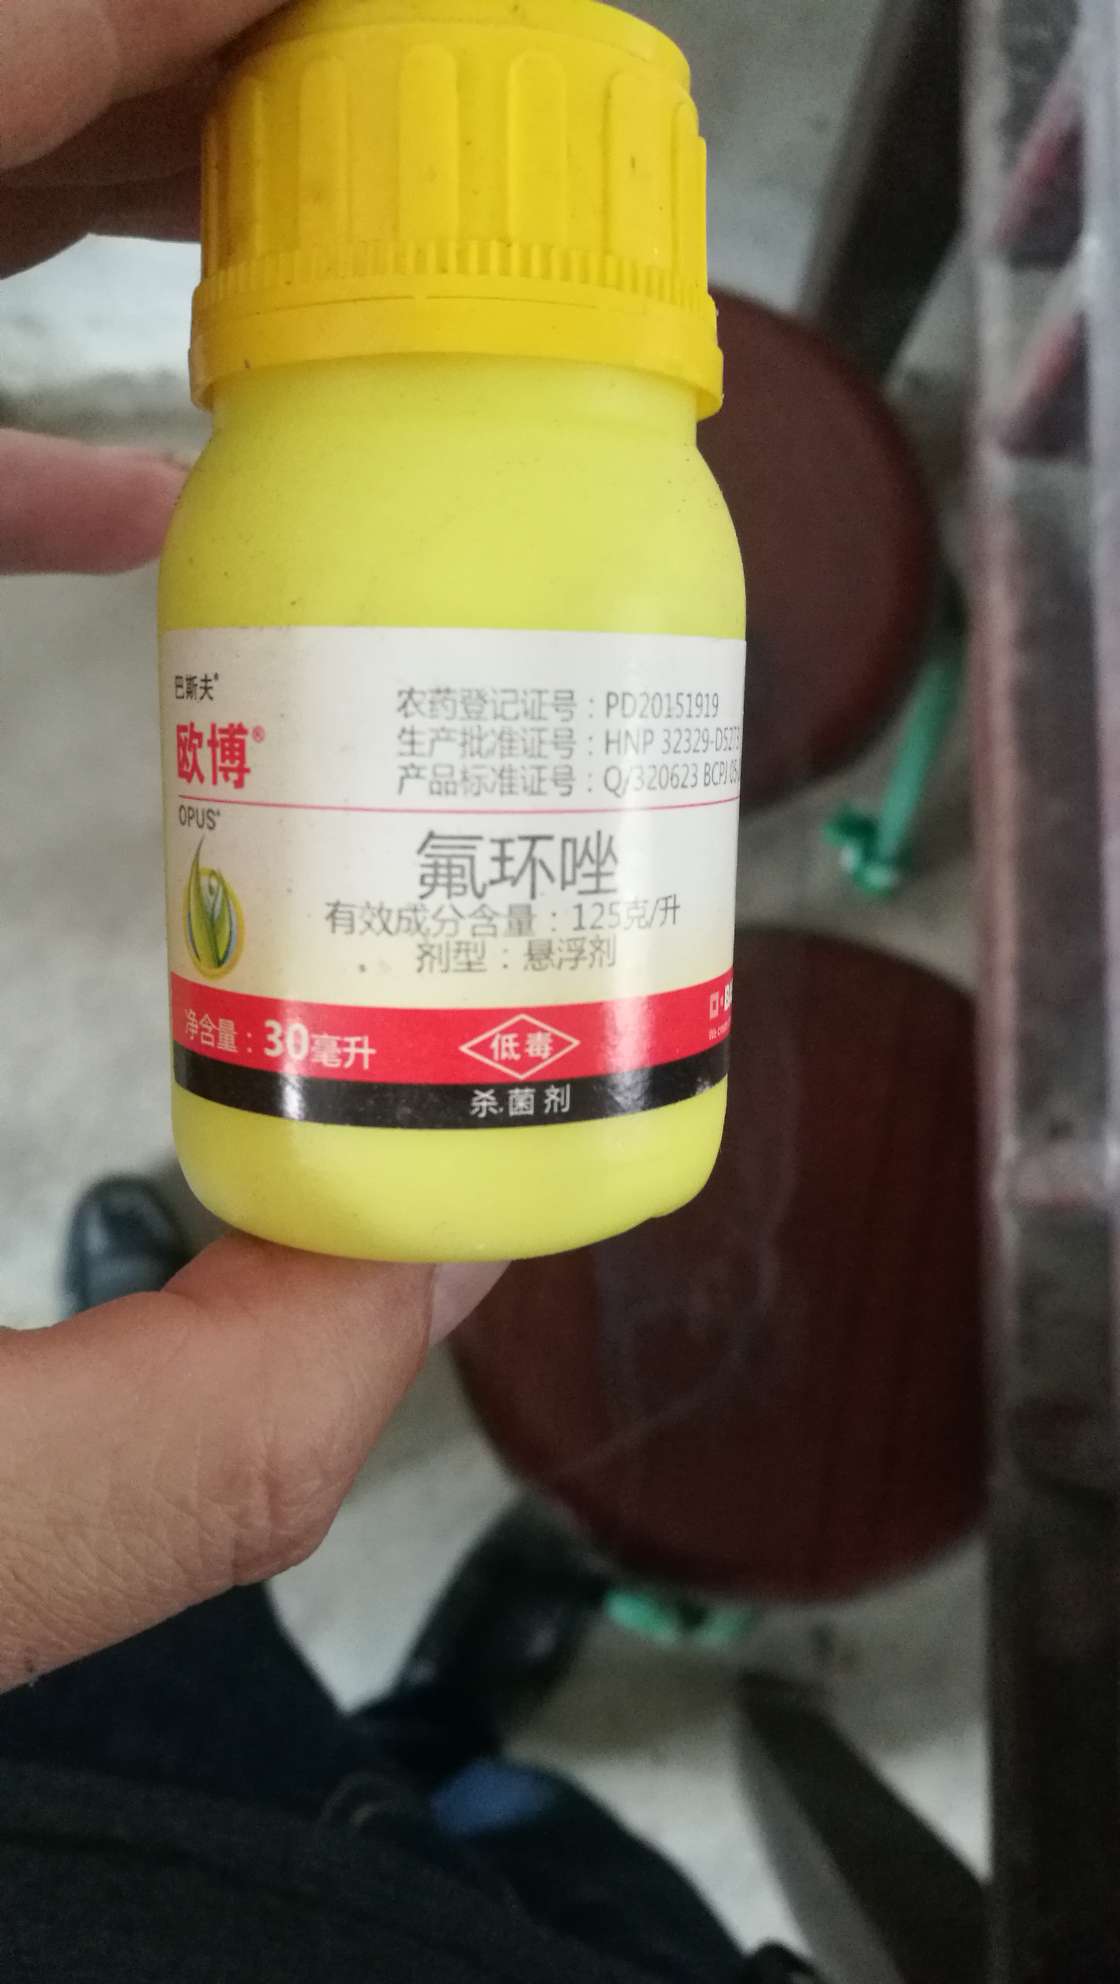 巴斯夫®
欧博®
OPUS®
农药登记证号：PD20151919
生产批准证号：HNP 32329-D5273
产品标准证号：Q/320623 BCPJ
氟环唑
有效成分含量：125克/升
剂型：悬浮剂
净含量：30毫升
低毒
杀菌剂